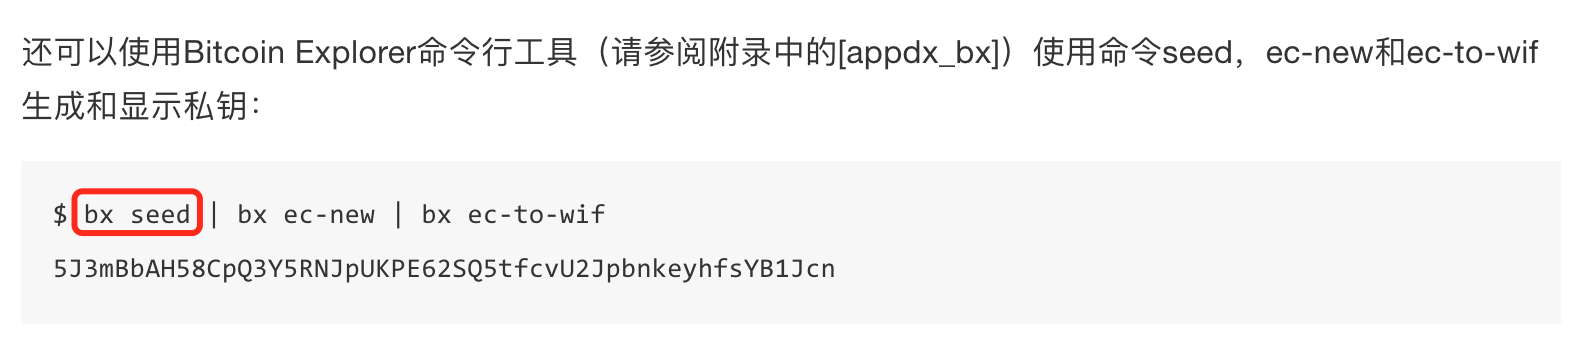 还可以使用Bitcoin Explorer命令行工具（请参阅附录中的[appdx_bx]）使用命令seed，ec-new和ec-to-wif
生成和显示私钥：
$ bx seed | bx ec-new | bx ec-to-wif
5J3mBbAH58CpQ3Y5RNJpUKPE62SQ5tfcvU2JpbnkeyhfsYB1Jcn